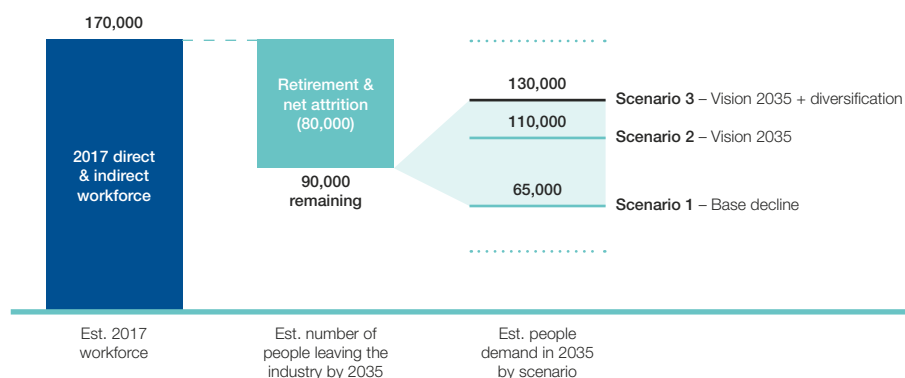 170,000
2017 direct
& indirect
workforce
Est. 2017
workforce
Retirement &
net attrition
(80,000)
90,000
remaining
Est. number of
people leaving the
industry by 2035
130,000
Scenario 3 – Vision 2035 + diversification
110,000
Scenario 2 – Vision 2035
65,000
Scenario 1 – Base decline
Est. people
demand in 2035
by scenario